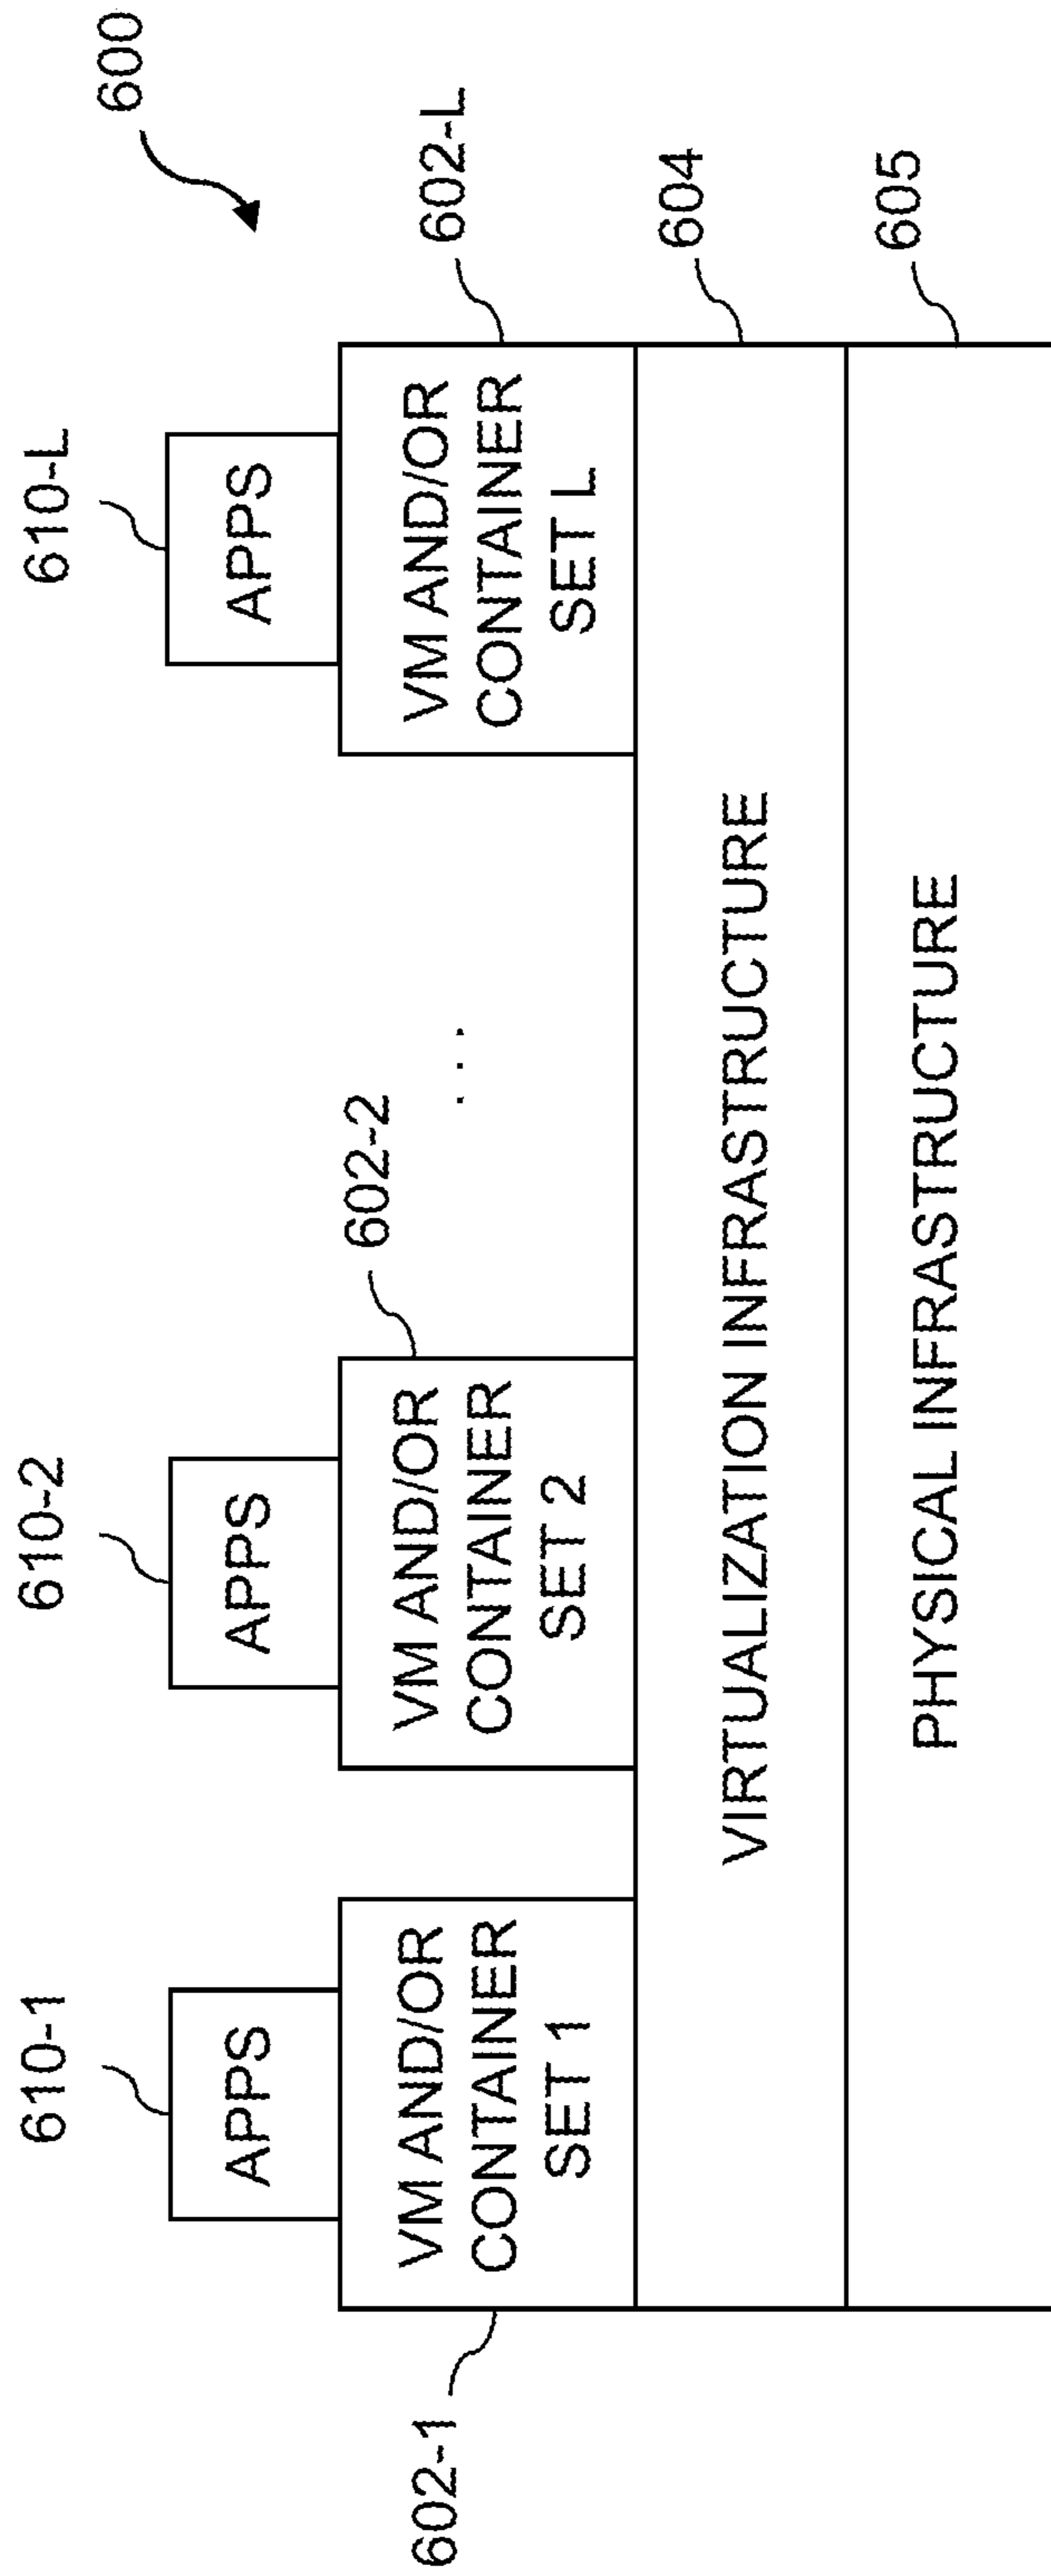 600
610-1
610-2
610-L
APPS
APPS
APPS
602-1
VM AND/OR
CONTAINER
SET 1
VM AND/OR
CONTAINER
SET 2
602-2
. . .
VM AND/OR
CONTAINER
SET L
602-L
VIRTUALIZATION INFRASTRUCTURE
604
PHYSICAL INFRASTRUCTURE
605